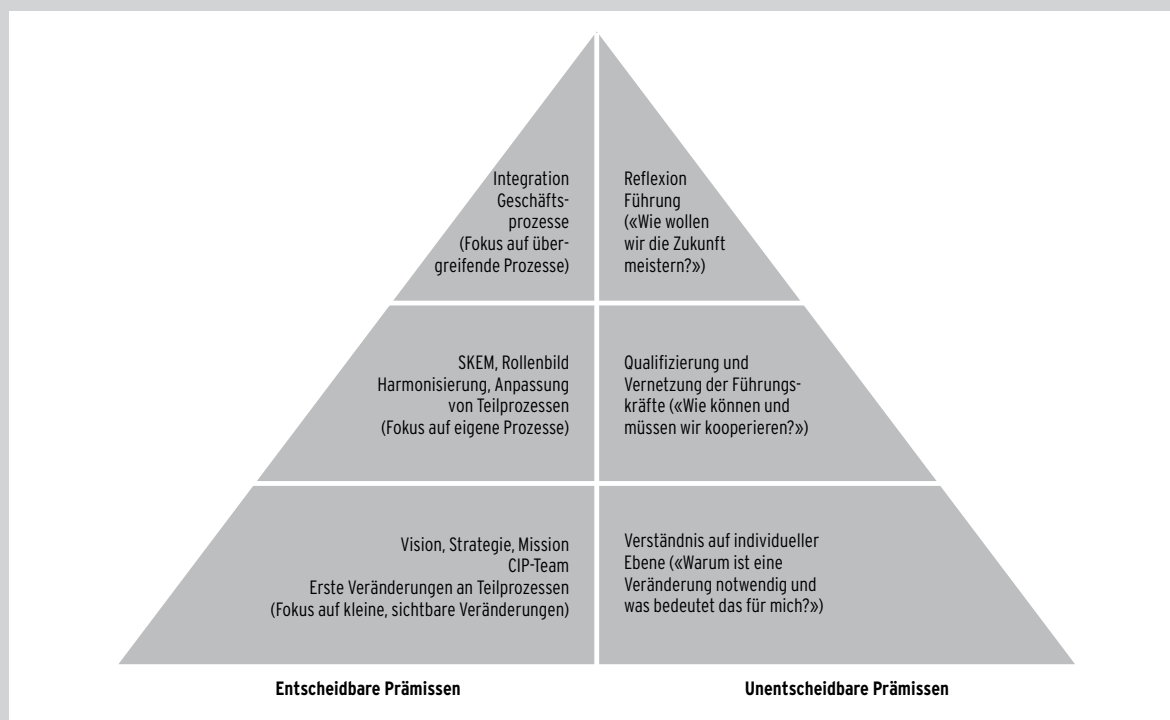 Integration
Geschäfts-
prozesse
(Fokus auf über-
greifende Prozesse)
Reflexion
Führung
(«Wie wollen
wir die Zukunft
meistern?»)
SKEM, Rollenbild
Harmonisierung, Anpassung
von Teilprozessen
(Fokus auf eigene Prozesse)
Qualifizierung und
Vernetzung der Führungs-
kräfte («Wie können und
müssen wir kooperieren?»)
Vision, Strategie, Mission
CIP-Team
Erste Veränderungen an Teilprozessen
(Fokus auf kleine, sichtbare Veränderungen)
Verständnis auf individueller
Ebene («Warum ist eine
Veränderung notwendig und
was bedeutet das für mich?»)
Entscheidbare Prämissen
Unentscheidbare Prämissen